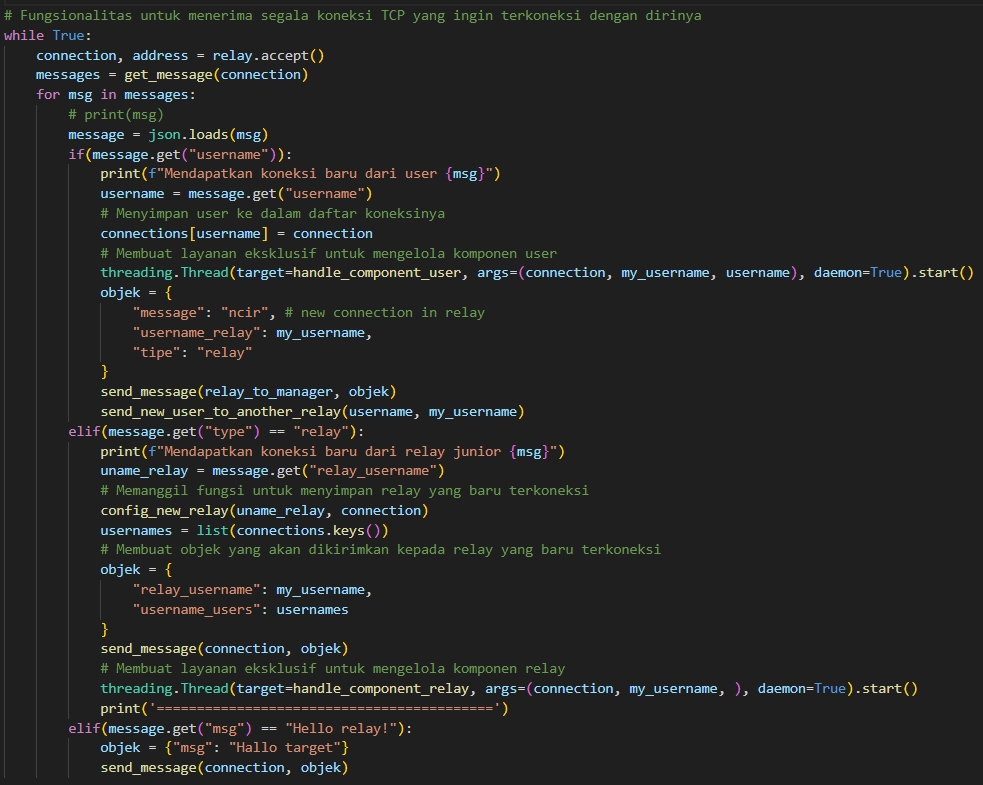 # Fungsionalitas untuk menerima segala koneksi TCP yang ingin terkoneksi dengan dirinya
while True:
    connection, address = relay.accept()
    messages = get_message(connection)
    for msg in messages:
        # print(msg)
        message = json.loads(msg)
        if(message.get("username")):
            print(f"Mendapatkan koneksi baru dari user {msg}")
            username = message.get("username")
            # Menyimpan user ke dalam daftar koneksinya
            connections[username] = connection
            # Membuat layanan eksklusif untuk mengelola komponen user
            threading.Thread(target=handle_component_user, args=(connection, my_username, username), daemon=True).start()
            objek = {
                "message": "ncir", # new connection in relay
                "username_relay": my_username,
                "tipe": "relay"
            }
            send_message(relay_to_manager, objek)
            send_new_user_to_another_relay(username, my_username)
        elif(message.get("type") == "relay"):
            print(f"Mendapatkan koneksi baru dari relay junior {msg}")
            uname_relay = message.get("relay_username")
            # Memanggil fungsi untuk menyimpan relay yang baru terkoneksi
            config_new_relay(uname_relay, connection)
            usernames = list(connections.keys())
            # Membuat objek yang akan dikirimkan kepada relay yang baru terkoneksi
            objek = {
                "relay_username": my_username,
                "username_users": usernames
            }
            send_message(connection, objek)
            # Membuat layanan eksklusif untuk mengelola komponen relay
            threading.Thread(target=handle_component_relay, args=(connection, my_username, ), daemon=True).start()
            print('==========================================')
        elif(message.get("msg") == "Hello relay!"):
            objek = {"msg": "Hallo target"}
            send_message(connection, objek)